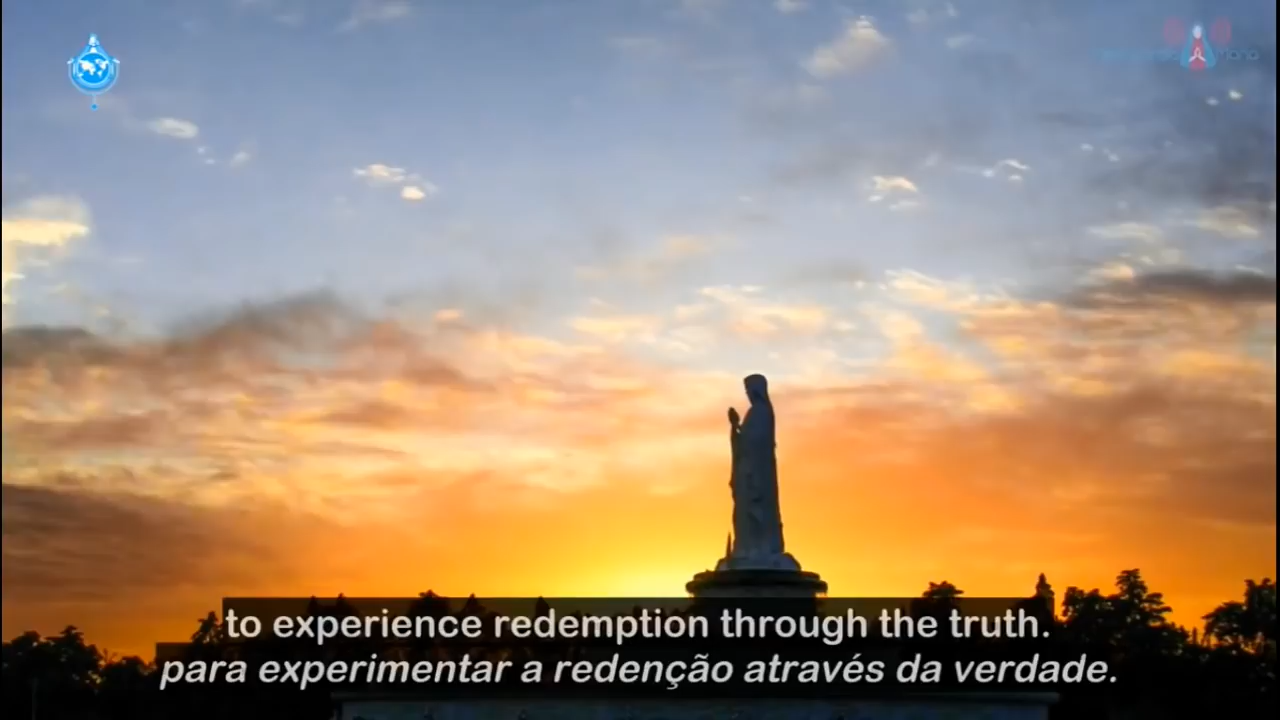 to experience redemption through the truth.
para experimentar a redenção através da verdade.